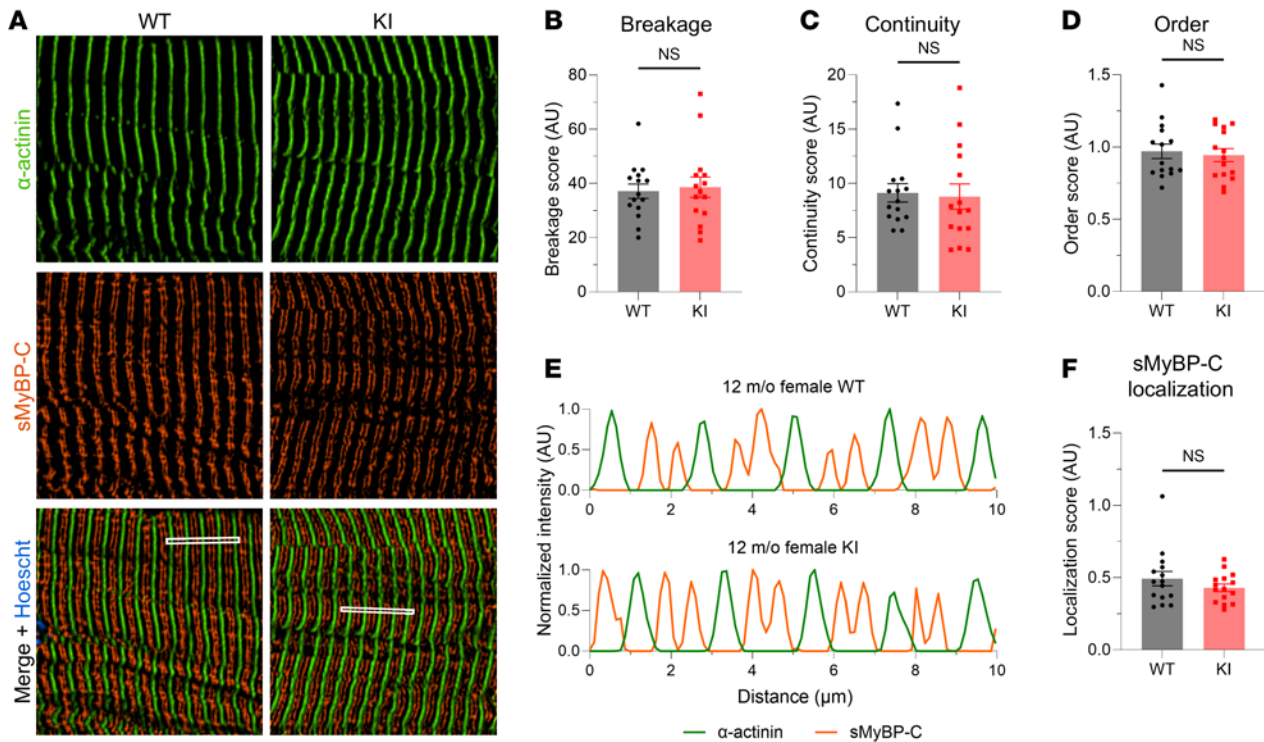 A
WT
KI
α-actinin
sMyBP-C
Merge + Hoescht
B
Breakage
NS
Breakage score (AU)
80
60
40
20
0
WT
KI
C
Continuity
NS
Continuity score (AU)
20
15
10
5
0
WT
KI
D
Order
NS
Order score (AU)
1.5
1.0
0.5
0.0
WT
KI
E
12 m/o female WT
1.0
0.5
0.0
0
2
4
6
8
10
12 m/o female KI
1.0
0.5
0.0
0
2
4
6
8
10
Normalized intensity (AU)
Distance (μm)
α-actinin
sMyBP-C
F
sMyBP-C
localization
NS
Localization score (AU)
1.5
1.0
0.5
0.0
WT
KI